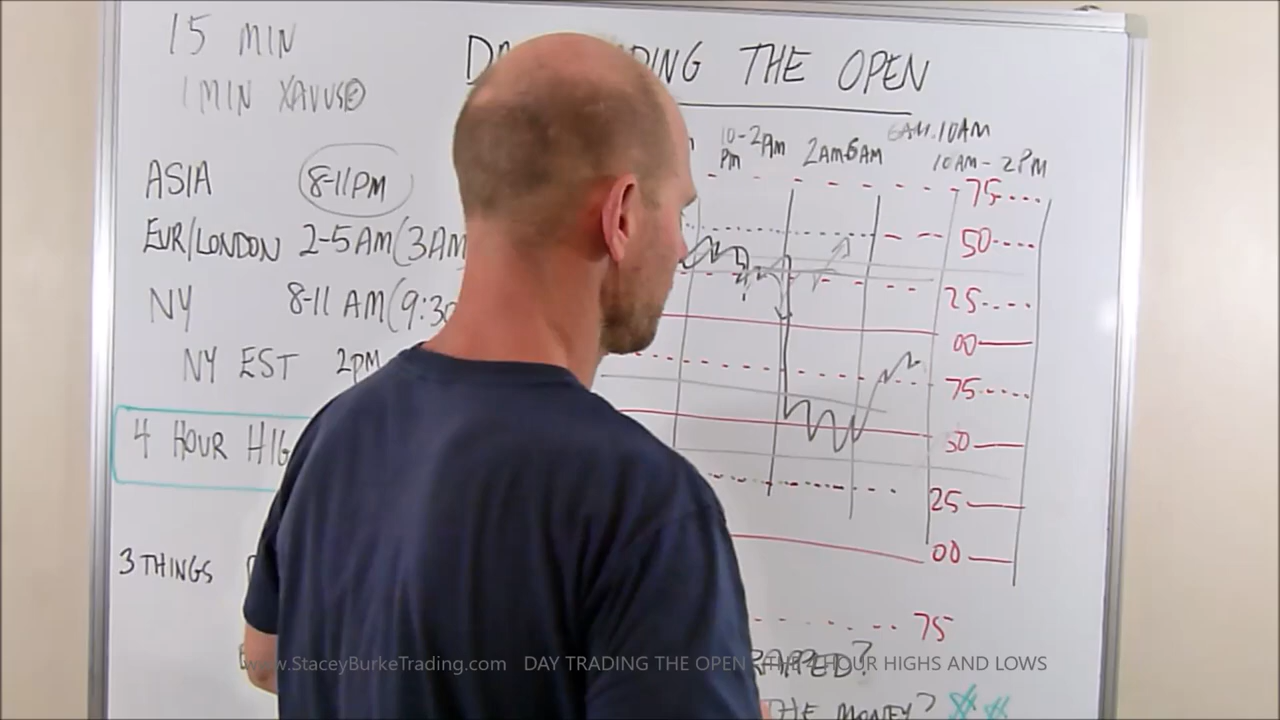 15 MIN
1 MIN
THE OPEN
10-2AM
PM
2AM6AM
6AM-10AM
10AM-2PM
ASIA 8-11PM
EUR/LONDON 2-5 AM (3AM
NY 8-11 AM (9:30
NY EST 2PM
4 HOUR HIG
3 THINGS
75
50
25
00
75
50
25
00
75
RAPPED?
THE MONEY?
www.StaceyBurkeTrading.com DAY TRADING THE OPEN HOUR HIGHS AND LOWS